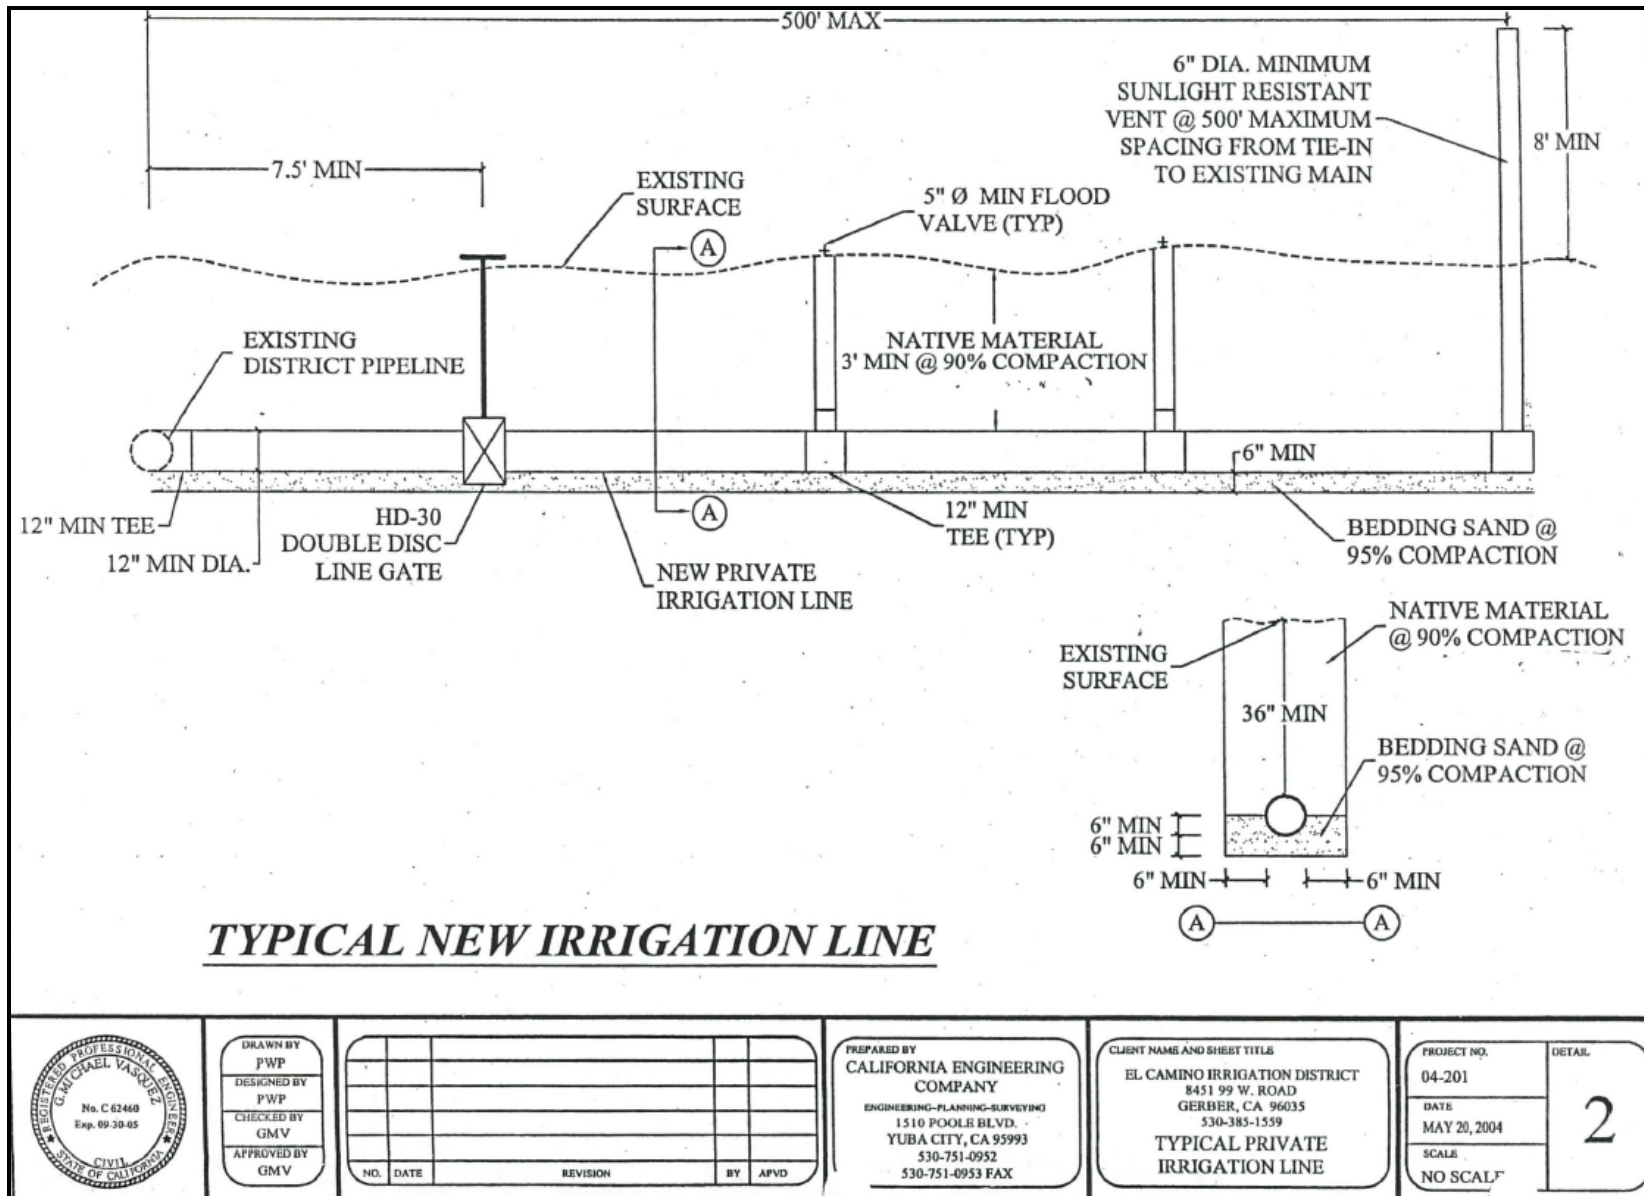 500' MAX
6" DIA. MINIMUM
SUNLIGHT RESISTANT
VENT @ 500' MAXIMUM
SPACING FROM TIE-IN
TO EXISTING MAIN
8' MIN
7.5' MIN
EXISTING
SURFACE
5" Ø MIN FLOOD
VALVE (TYP)
A
EXISTING
DISTRICT PIPELINE
NATIVE MATERIAL
3' MIN @ 90% COMPACTION
6" MIN
12" MIN TEE
12" MIN DIA.
HD-30
DOUBLE DISC
LINE GATE
A
12" MIN
TEE (TYP)
BEDDING SAND @
95% COMPACTION
NEW PRIVATE
IRRIGATION LINE
NATIVE MATERIAL
@ 90% COMPACTION
EXISTING
SURFACE
36" MIN
BEDDING SAND @
95% COMPACTION
6" MIN
6" MIN
6" MIN
6" MIN
A
A
TYPICAL NEW IRRIGATION LINE
REGISTERED PROFESSIONAL ENGINEER
G. MICHAEL VASQUEZ
No. C 62460
Exp. 09-30-05
CIVIL
STATE OF CALIFORNIA
DRAWN BY
PWP
DESIGNED BY
PWP
CHECKED BY
GMV
APPROVED BY
GMV
NO. DATE REVISION BY APVD
PREPARED BY
CALIFORNIA ENGINEERING
COMPANY
ENGINEERING-PLANNING-SURVEYING
1510 POOLE BLVD.
YUBA CITY, CA 95993
530-751-0952
530-751-0953 FAX
CLIENT NAME AND SHEET TITLE
EL CAMINO IRRIGATION DISTRICT
8451 99 W. ROAD
GERBER, CA 96035
530-385-1559
TYPICAL PRIVATE
IRRIGATION LINE
PROJECT NO.
04-201
DATE
MAY 20, 2004
SCALE
NO SCALE
DETAIL
2